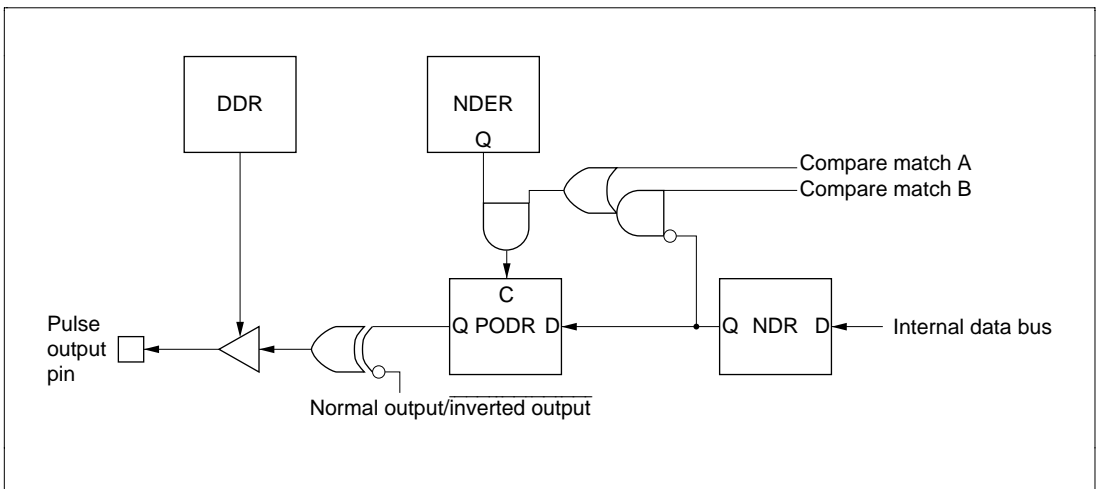 DDR
NDER
Q
Compare match A
Compare match B
C
Q PODR D
Q NDR D
Internal data bus
Pulse
output
pin
Normal output/inverted output